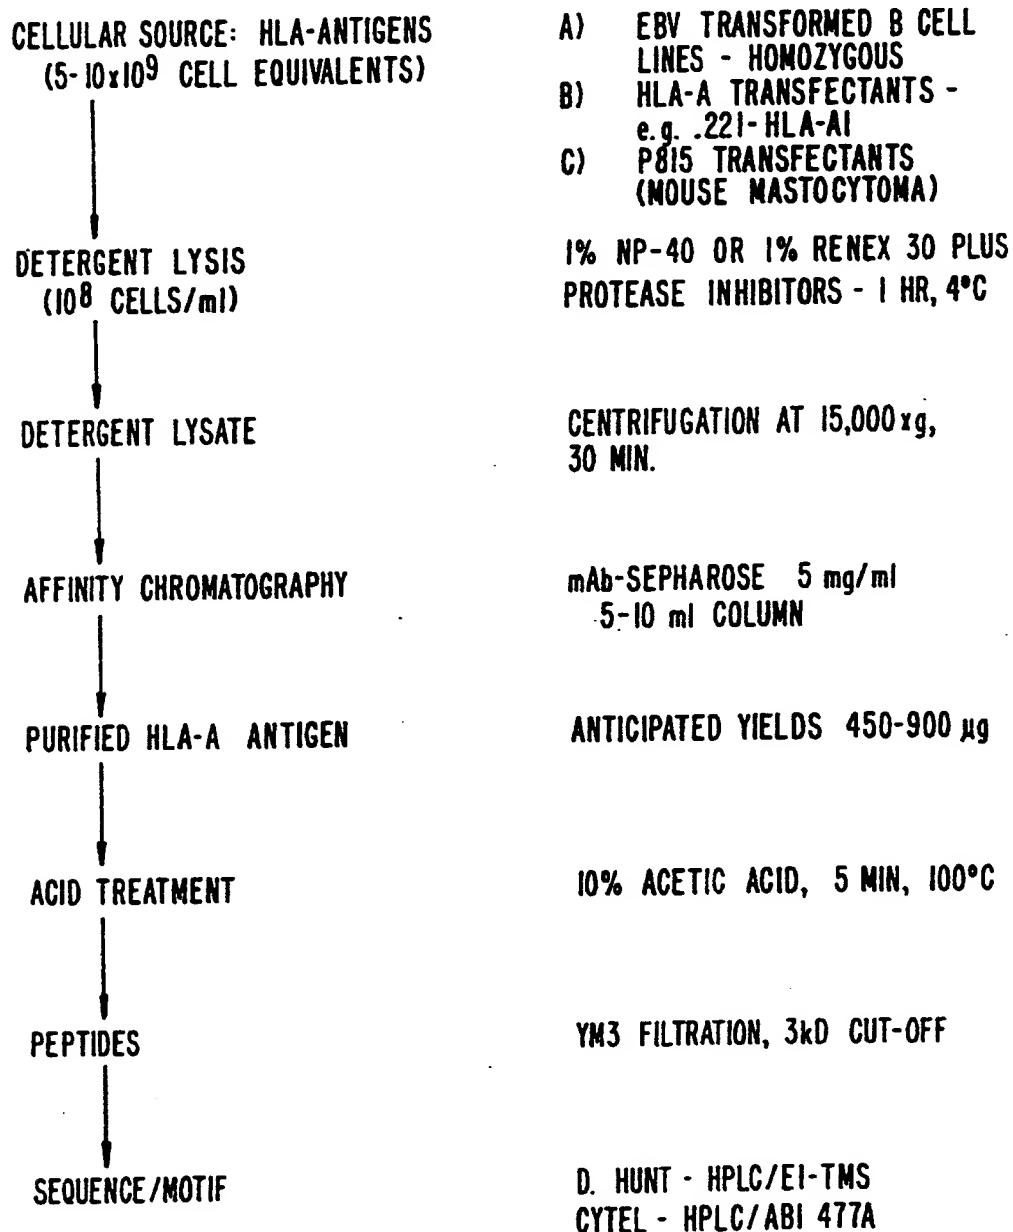 CELLULAR SOURCE: HLA-ANTIGENS
(5-10x10⁹ CELL EQUIVALENTS)
A) EBV TRANSFORMED B CELL
LINES - HOMOZYGOUS
B) HLA-A TRANSFECTANTS -
e.g. .221-HLA-A1
C) P815 TRANSFECTANTS
(MOUSE MASTOCYTOMA)
DETERGENT LYSIS
(10⁸ CELLS/ml)
1% NP-40 OR 1% RENEX 30 PLUS
PROTEASE INHIBITORS - 1 HR, 4°C
DETERGENT LYSATE
CENTRIFUGATION AT 15,000xg,
30 MIN.
AFFINITY CHROMATOGRAPHY
mAb-SEPHAROSE 5 mg/ml
5-10 ml COLUMN
PURIFIED HLA-A ANTIGEN
ANTICIPATED YIELDS 450-900 µg
ACID TREATMENT
10% ACETIC ACID, 5 MIN, 100°C
PEPTIDES
YM3 FILTRATION, 3kD CUT-OFF
SEQUENCE/MOTIF
D. HUNT - HPLC/EI-TMS
CYTEL - HPLC/ABI 477A